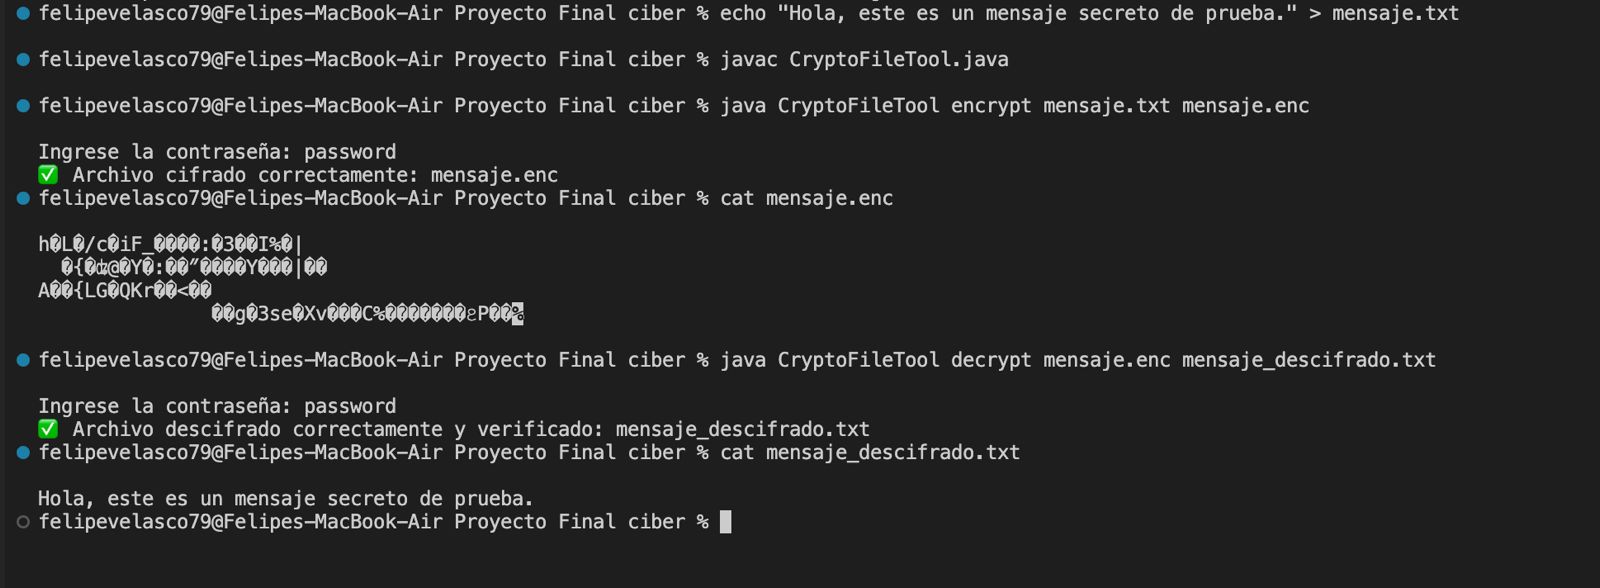 felipevelasco79@Felipes-MacBook-Air Proyecto Final ciber % echo "Hola, este es un mensaje secreto de prueba." > mensaje.txt
felipevelasco79@Felipes-MacBook-Air Proyecto Final ciber % javac CryptoFileTool.java
felipevelasco79@Felipes-MacBook-Air Proyecto Final ciber % java CryptoFileTool encrypt mensaje.txt mensaje.enc
Ingrese la contraseña: password
✅ Archivo cifrado correctamente: mensaje.enc
felipevelasco79@Felipes-MacBook-Air Proyecto Final ciber % cat mensaje.enc
h�L�/c�iF_����:�3��I%�|
�{�ʥ@�Y�:��˝����Y���|��
A��{LG�QKr��<��
��g�3se�Xv���C%��������ꙅP��%
felipevelasco79@Felipes-MacBook-Air Proyecto Final ciber % java CryptoFileTool decrypt mensaje.enc mensaje_descifrado.txt
Ingrese la contraseña: password
✅ Archivo descifrado correctamente y verificado: mensaje_descifrado.txt
felipevelasco79@Felipes-MacBook-Air Proyecto Final ciber % cat mensaje_descifrado.txt
Hola, este es un mensaje secreto de prueba.
felipevelasco79@Felipes-MacBook-Air Proyecto Final ciber %